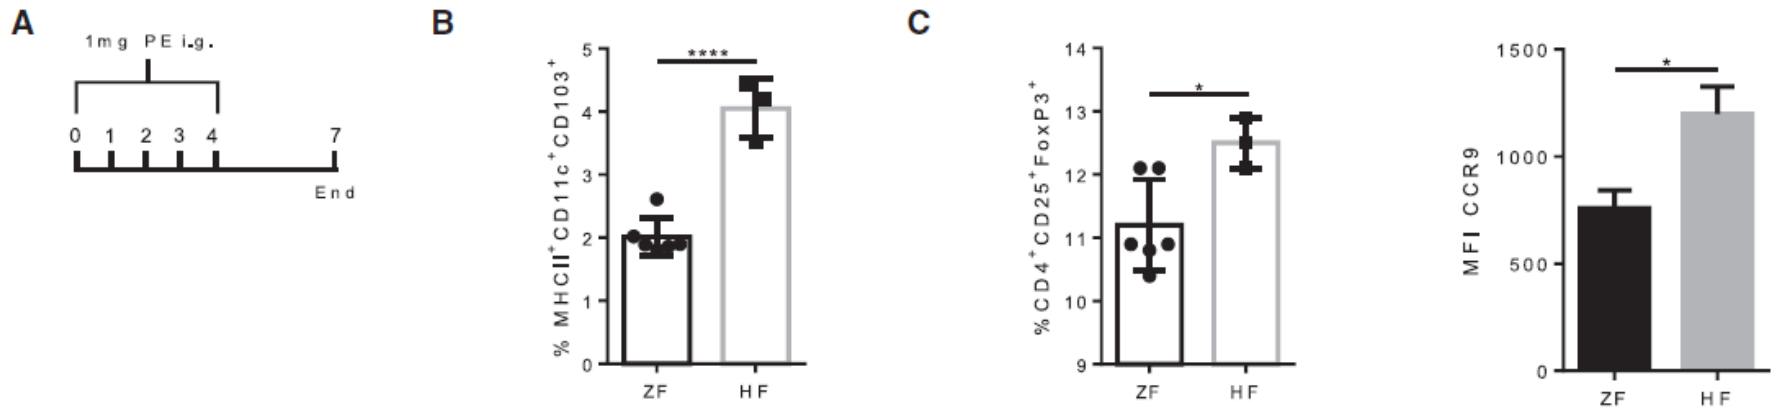 A
1mg PE i.g.
0 1 2 3 4 7
End
B
% MHCII⁺CD11c⁺CD103⁺
5
4
3
2
1
0
****
ZF HF
C
%CD4⁺CD25⁺FoxP3⁺
14
13
12
11
10
9
*
ZF HF
MFI CCR9
1500
1000
500
0
*
ZF HF